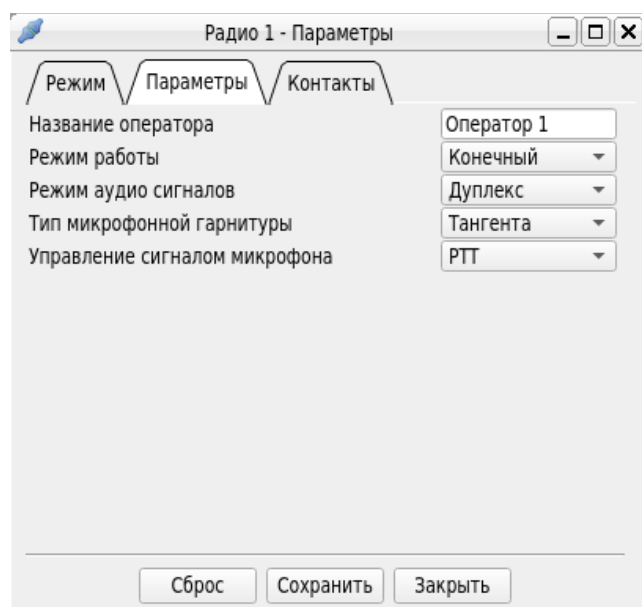 Радио 1 - Параметры
Режим Параметры Контакты
Название оператора Оператор 1
Режим работы Конечный
Режим аудио сигналов Дуплекс
Тип микрофонной гарнитуры Тангента
Управление сигналом микрофона РТТ
Сброс Сохранить Закрыть